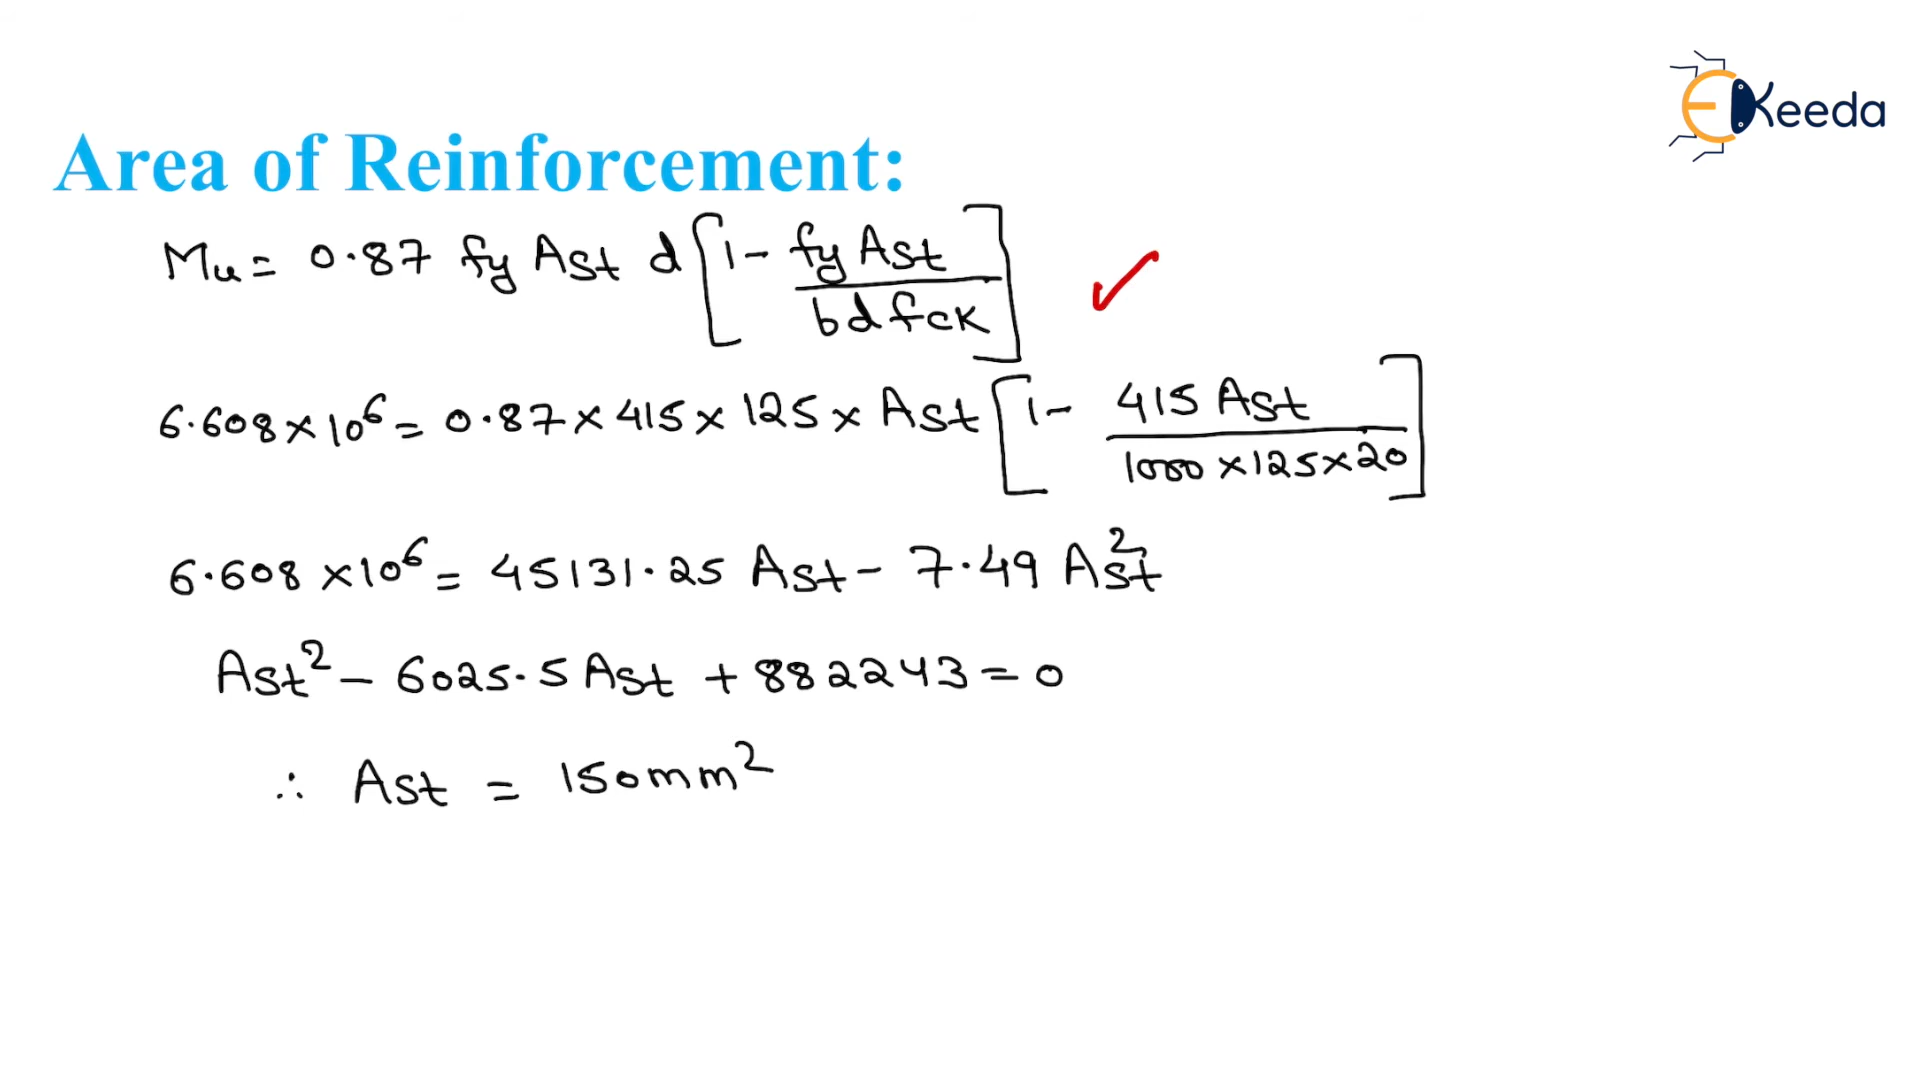 EKeeda
Area of Reinforcement:
Mu = 0.87 fy Ast d [1 - fy Ast / bd fck] ✓
6.608 × 10^6 = 0.87 × 415 × 125 × Ast [1 - 415 Ast / 1000 × 125 × 20]
6.608 × 10^6 = 45131.25 Ast - 7.49 Ast^2
Ast^2 - 6025.5 Ast + 882243 = 0
∴ Ast = 150mm^2